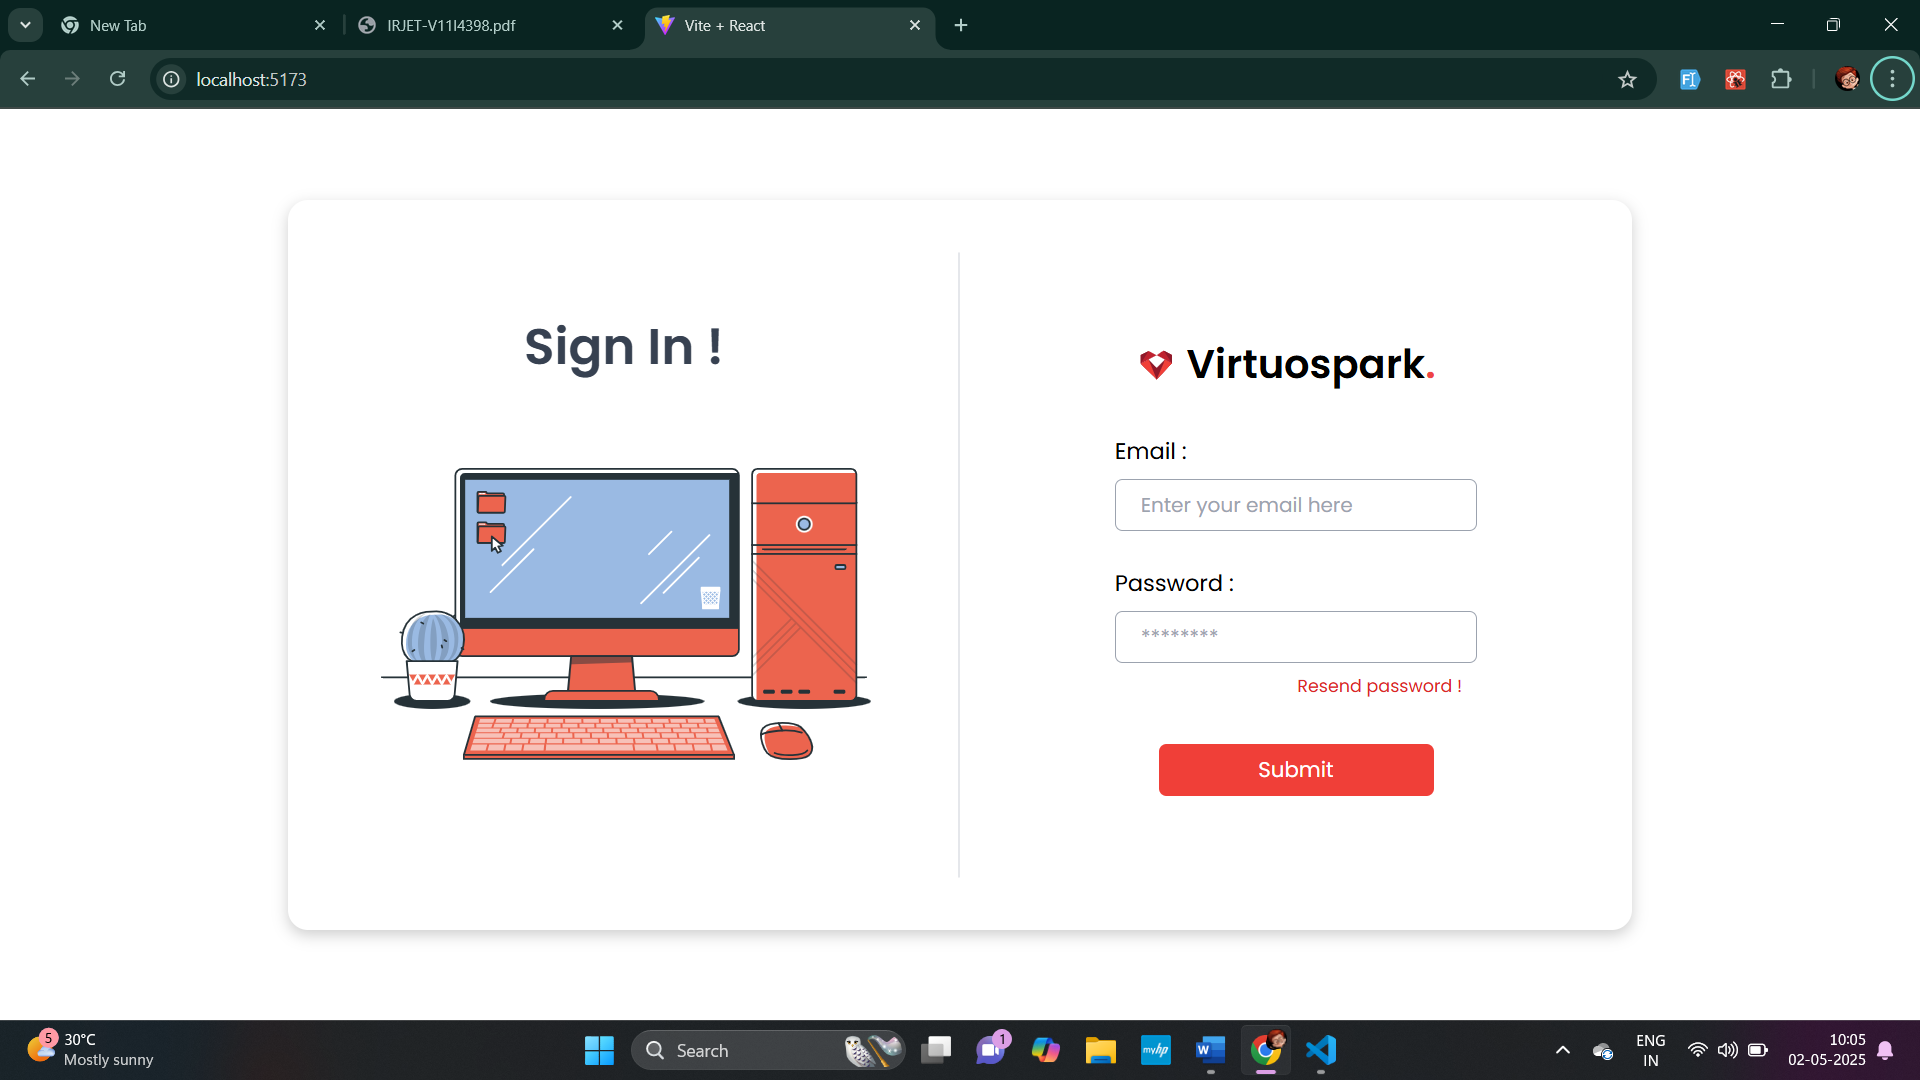 New Tab
IRJET-V11I4398.pdf
Vite + React
localhost:5173
Sign In !
Virtuospark.
Email :
Enter your email here
Password :
********
Resend password !
Submit
5
30°C
Mostly sunny
Search
1
myhp
W
ENG
IN
10:05
02-05-2025